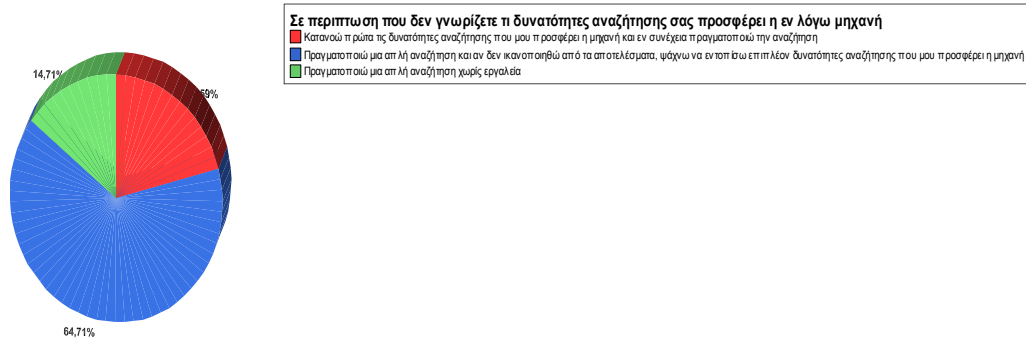 Σε περιπτωση που δεν γνωρίζετε τι δυνατότητες αναζήτησης σας προσφέρει η εν λόγω μηχανή
Κατανοώ πρώτα τις δυνατότητες αναζήτησης που μου προσφέρει η μηχανή και εν συνέχεια πραγματοποιώ την αναζήτηση
Πραγματοποιώ μια απλή αναζήτηση και αν δεν ικανοποιηθώ από τα αποτελέσματα, ψάχνω να εντοπίσω επιπλέον δυνατότητες αναζήτησης που μου προσφέρει η μηχανή
Πραγματοποιώ μια απλή αναζήτηση χωρίς εργαλεία
14,71%
64,71%